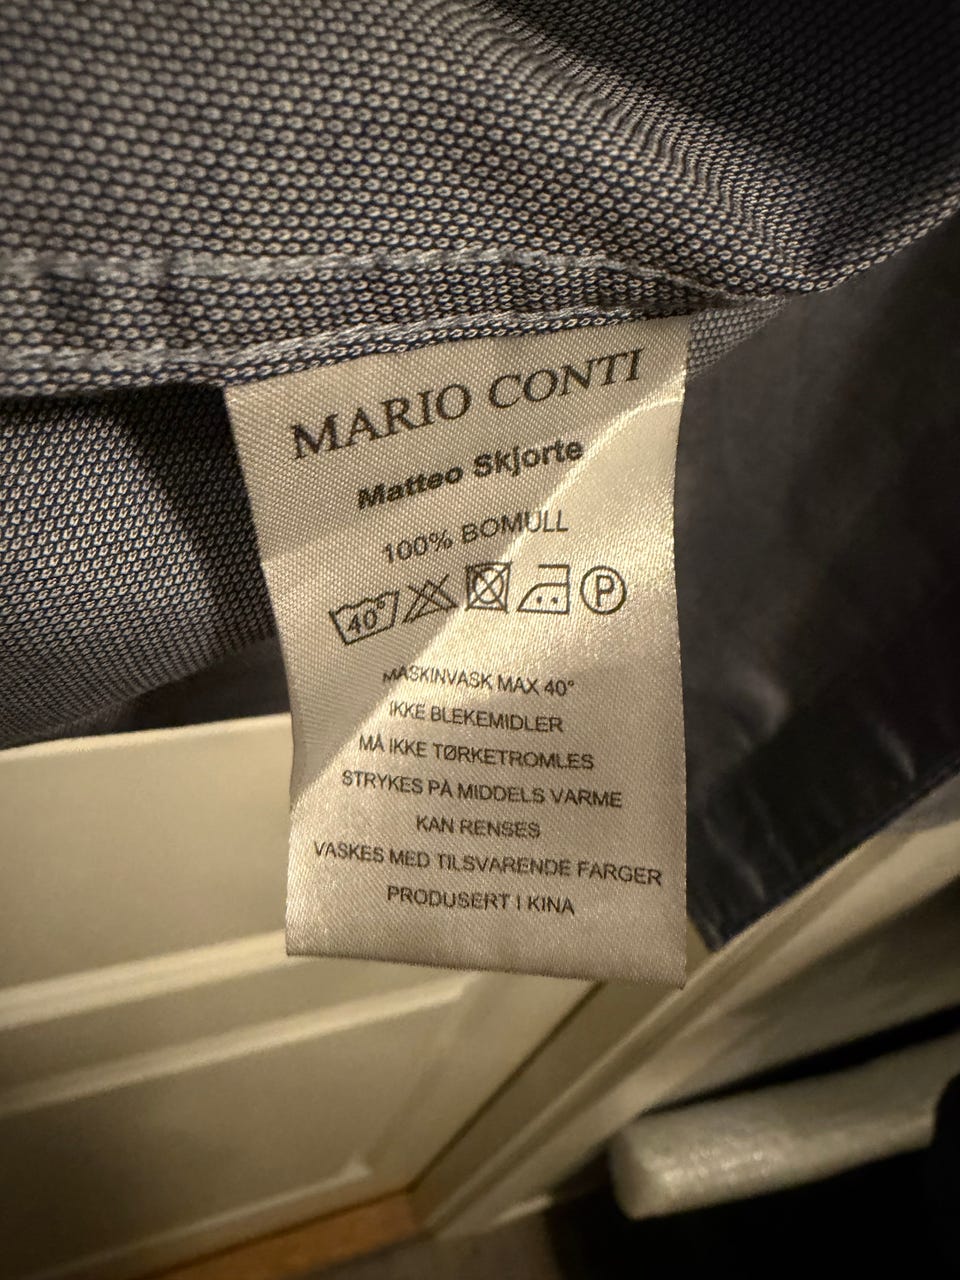 MARIO CONTI
Matteo Skjorte
100% BOMULL
40° P
MASKINVASK MAX 40°
IKKE BLEKEMIDLER
MÅ IKKE TØRKETROMLES
STRYKES PÅ MIDDELS VARME
KAN RENSES
VASKES MED TILSVARENDE FARGER
PRODUSERT I KINA